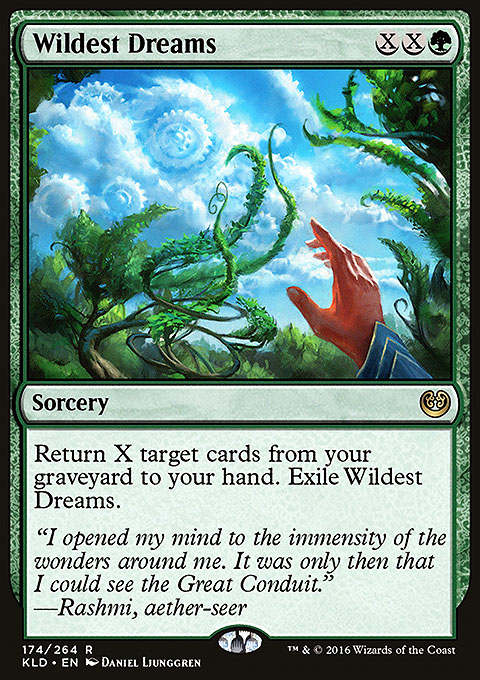 Wildest Dreams XX
Sorcery
Return X target cards from your
graveyard to your hand. Exile Wildest
Dreams.
“I opened my mind to the immensity of the
wonders around me. It was only then that
I could see the Great Conduit.”
—Rashmi, aether-seer
174/264 R
KLD • EN Daniel Ljunggren
™ & © 2016 Wizards of the Coast